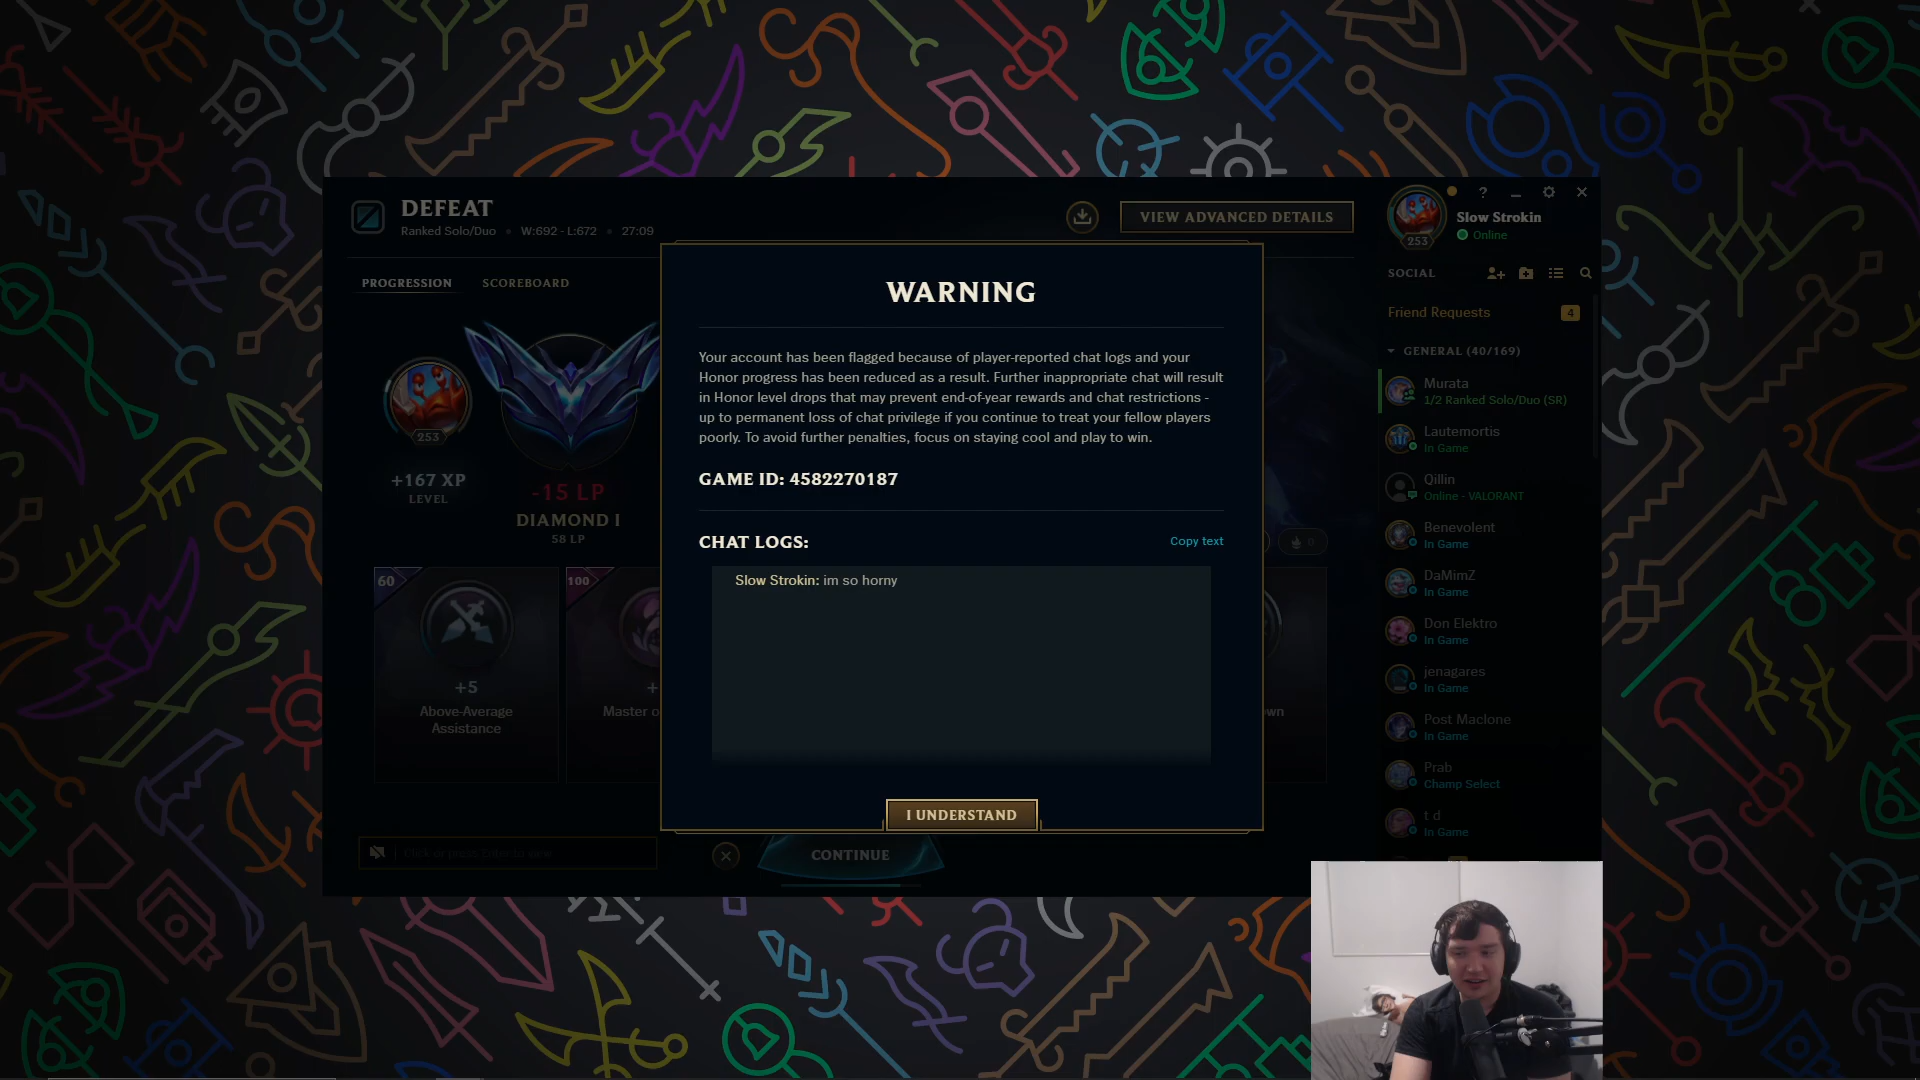 DEFEAT
Ranked Solo/Duo • W:692 - L:672 • 27:09
VIEW ADVANCED DETAILS
PROGRESSION
SCOREBOARD
253
+167 XP
LEVEL
-15 LP
DIAMOND I
58 LP
60
+5
Above-Average
Assistance
100
+
Master o
wn
0
WARNING
Your account has been flagged because of player-reported chat logs and your
Honor progress has been reduced as a result. Further inappropriate chat will result
in Honor level drops that may prevent end-of-year rewards and chat restrictions -
up to permanent loss of chat privilege if you continue to treat your fellow players
poorly. To avoid further penalties, focus on staying cool and play to win.
GAME ID: 4582270187
CHAT LOGS:
Copy text
Slow Strokin: im so horny
I UNDERSTAND
CONTINUE
?
Slow Strokin
253
Online
SOCIAL
Friend Requests
4
GENERAL (40/169)
Murata
1/2 Ranked Solo/Duo (SR)
Lautemortis
In Game
Qillin
Online - VALORANT
Benevolent
In Game
DaMimZ
In Game
Don Elektro
In Game
jenagares
In Game
Post Maclone
In Game
Prab
Champ Select
t d
In Game